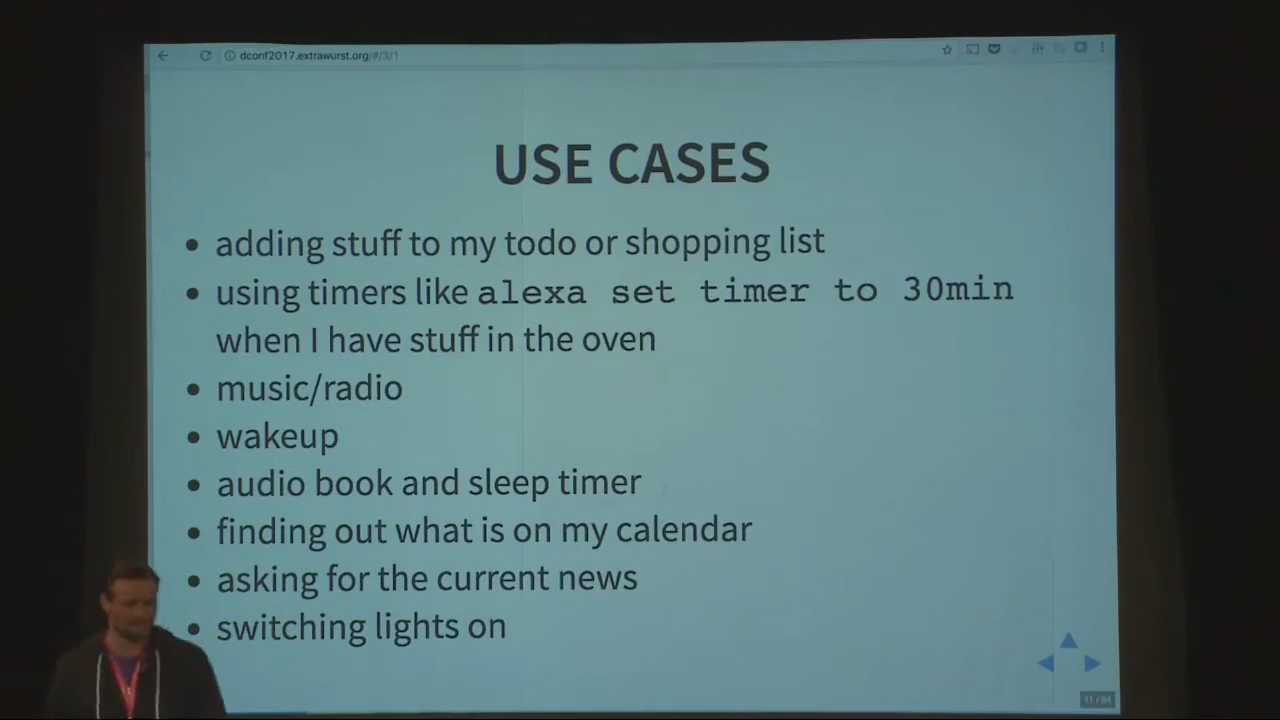 dconf2017.extrawurst.org/#/3/1
USE CASES
• adding stuff to my todo or shopping list
• using timers like alexa set timer to 30min
when I have stuff in the oven
• music/radio
• wakeup
• audio book and sleep timer
• finding out what is on my calendar
• asking for the current news
• switching lights on
11 / 64